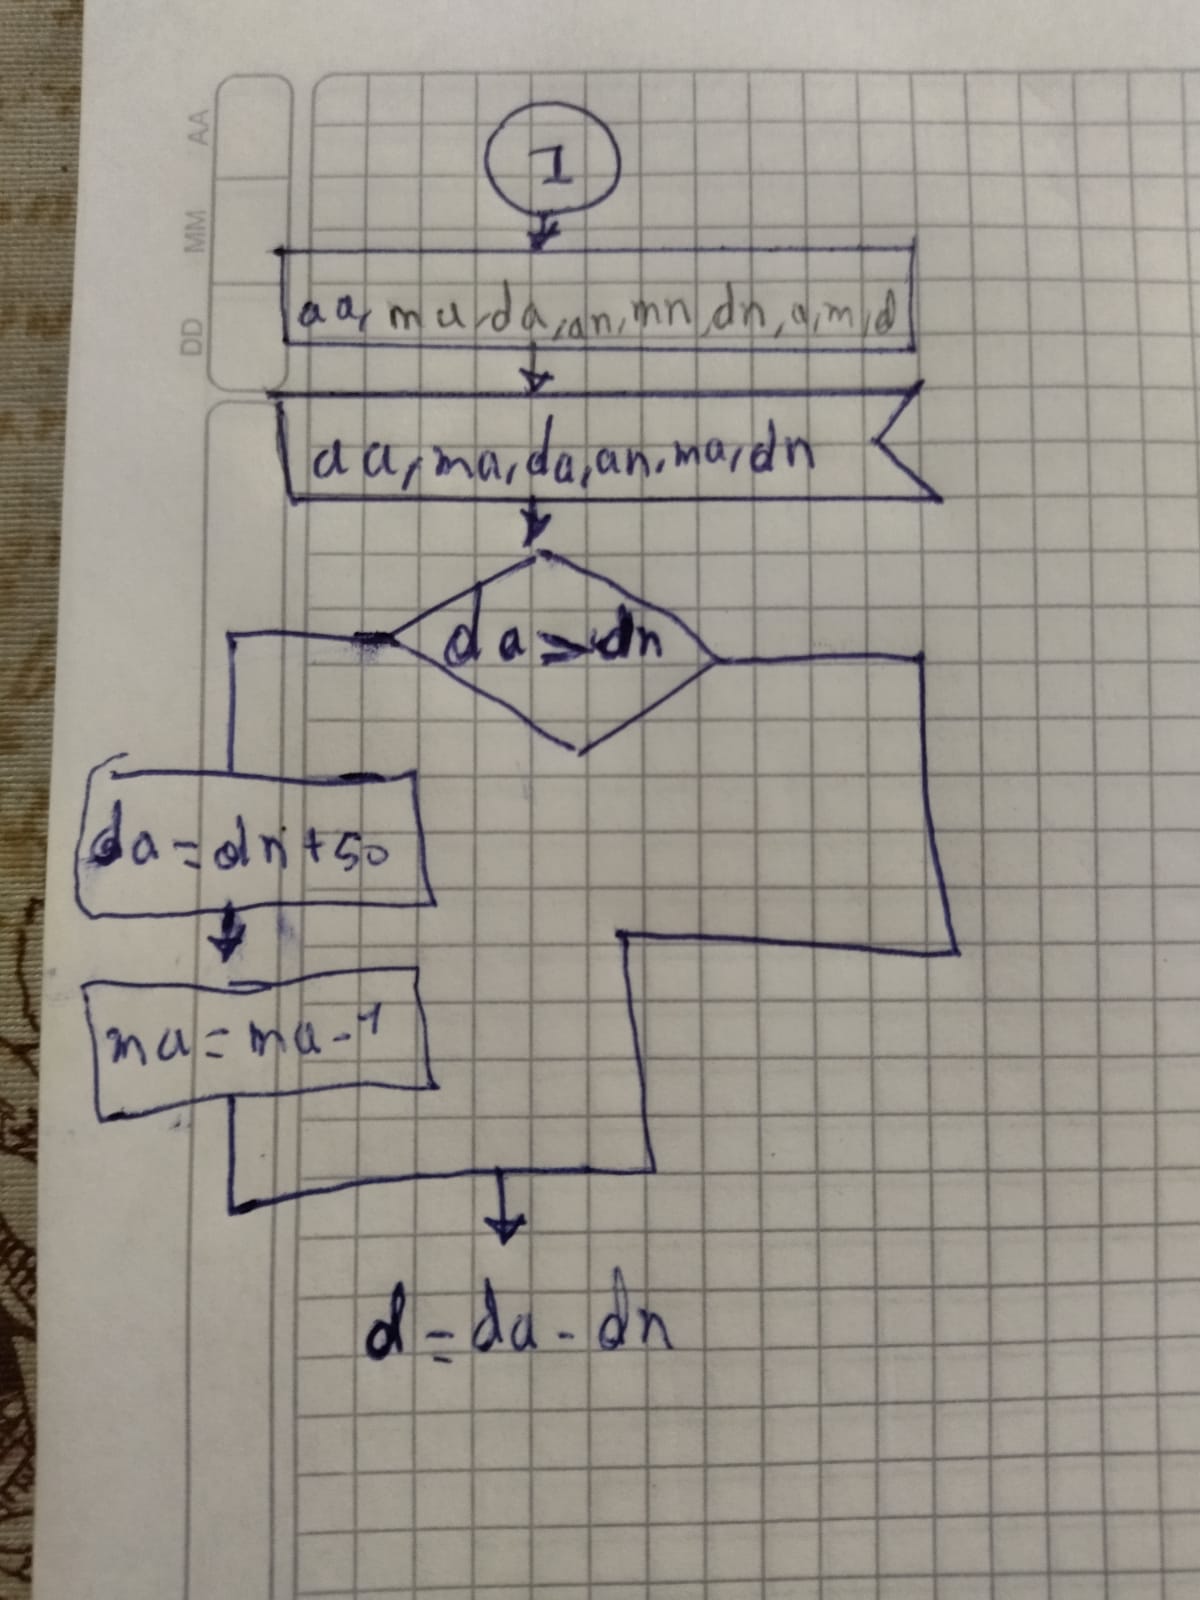 AA
MM
DD
1
aa, ma, da, an, mn, dn, a, m, d
aa, ma, da, an, ma, dn
da > dn
da = dn + 50
ma = ma - 1
d = da - dn